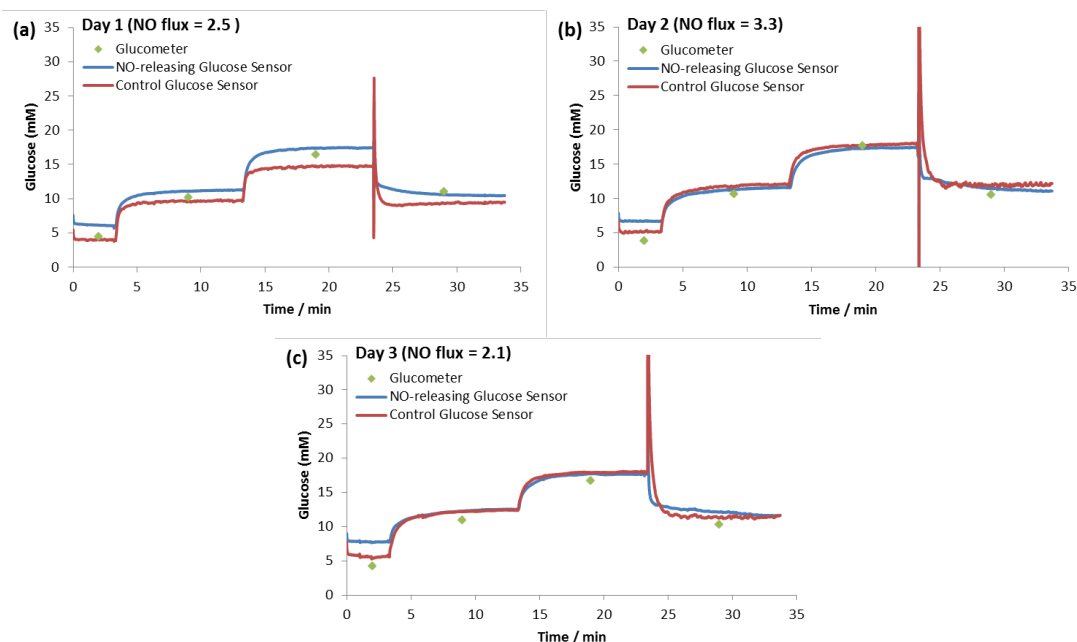 (a) Day 1 (NO flux = 2.5 )
Glucometer
NO-releasing Glucose Sensor
Control Glucose Sensor
Glucose (mM)
35
30
25
20
15
10
5
0
0 5 10 15 20 25 30 35
Time / min
(b) Day 2 (NO flux = 3.3)
Glucometer
NO-releasing Glucose Sensor
Control Glucose Sensor
Glucose (mM)
35
30
25
20
15
10
5
0
0 5 10 15 20 25 30 35
Time / min
(c) Day 3 (NO flux = 2.1)
Glucometer
NO-releasing Glucose Sensor
Control Glucose Sensor
Glucose (mM)
35
30
25
20
15
10
5
0
0 5 10 15 20 25 30 35
Time / min